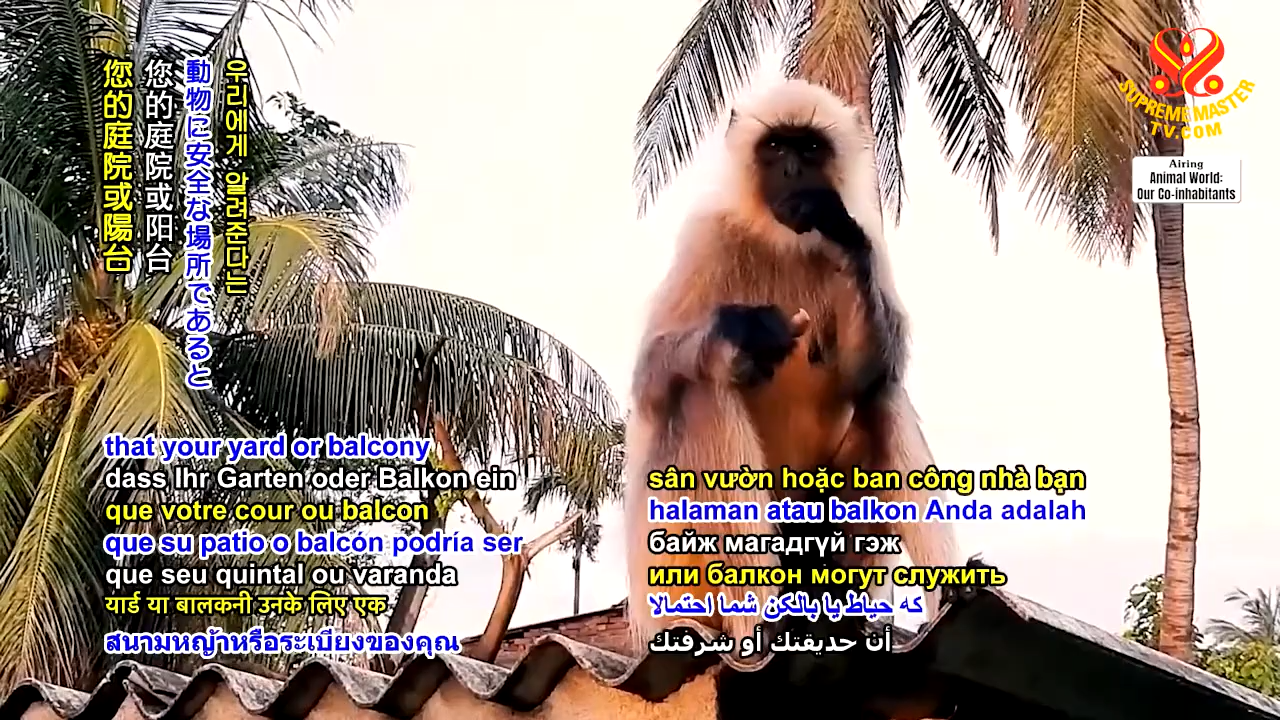 우리에게 알려준다는
動物に安全な場所であると
您的庭院或阳台
您的庭院或陽台
that your yard or balcony
dass Ihr Garten oder Balkon ein
que votre cour ou balcon
que su patio o balcón podría ser
que seu quintal ou varanda
यार्ड या बालकनी उनके लिए एक
สนามหญ้าหรือระเบียงของคุณ
sân vườn hoặc ban công nhà bạn
halaman atau balkon Anda adalah
байж магадгүй гэж
или балкон могут служить
که حیاط یا بالکن شما احتمالا
أن حديقتك أو شرفتك
SUPREME MASTER
TV.COM
Airing
Animal World:
Our Co-inhabitants